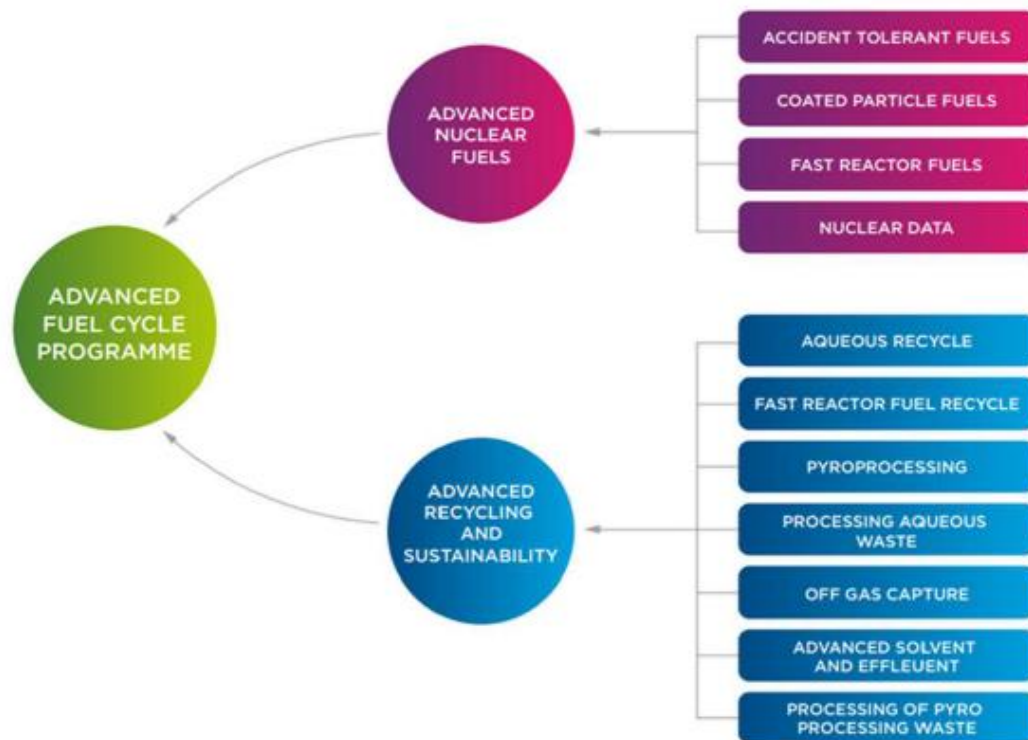 ADVANCED
FUEL CYCLE
PROGRAMME
ADVANCED
NUCLEAR
FUELS
ACCIDENT TOLERANT FUELS
COATED PARTICLE FUELS
FAST REACTOR FUELS
NUCLEAR DATA
ADVANCED
RECYCLING
AND
SUSTAINABILITY
AQUEOUS RECYCLE
FAST REACTOR FUEL RECYCLE
PYROPROCESSING
PROCESSING AQUEOUS
WASTE
OFF GAS CAPTURE
ADVANCED SOLVENT
AND EFFLEUENT
PROCESSING OF PYRO
PROCESSING WASTE